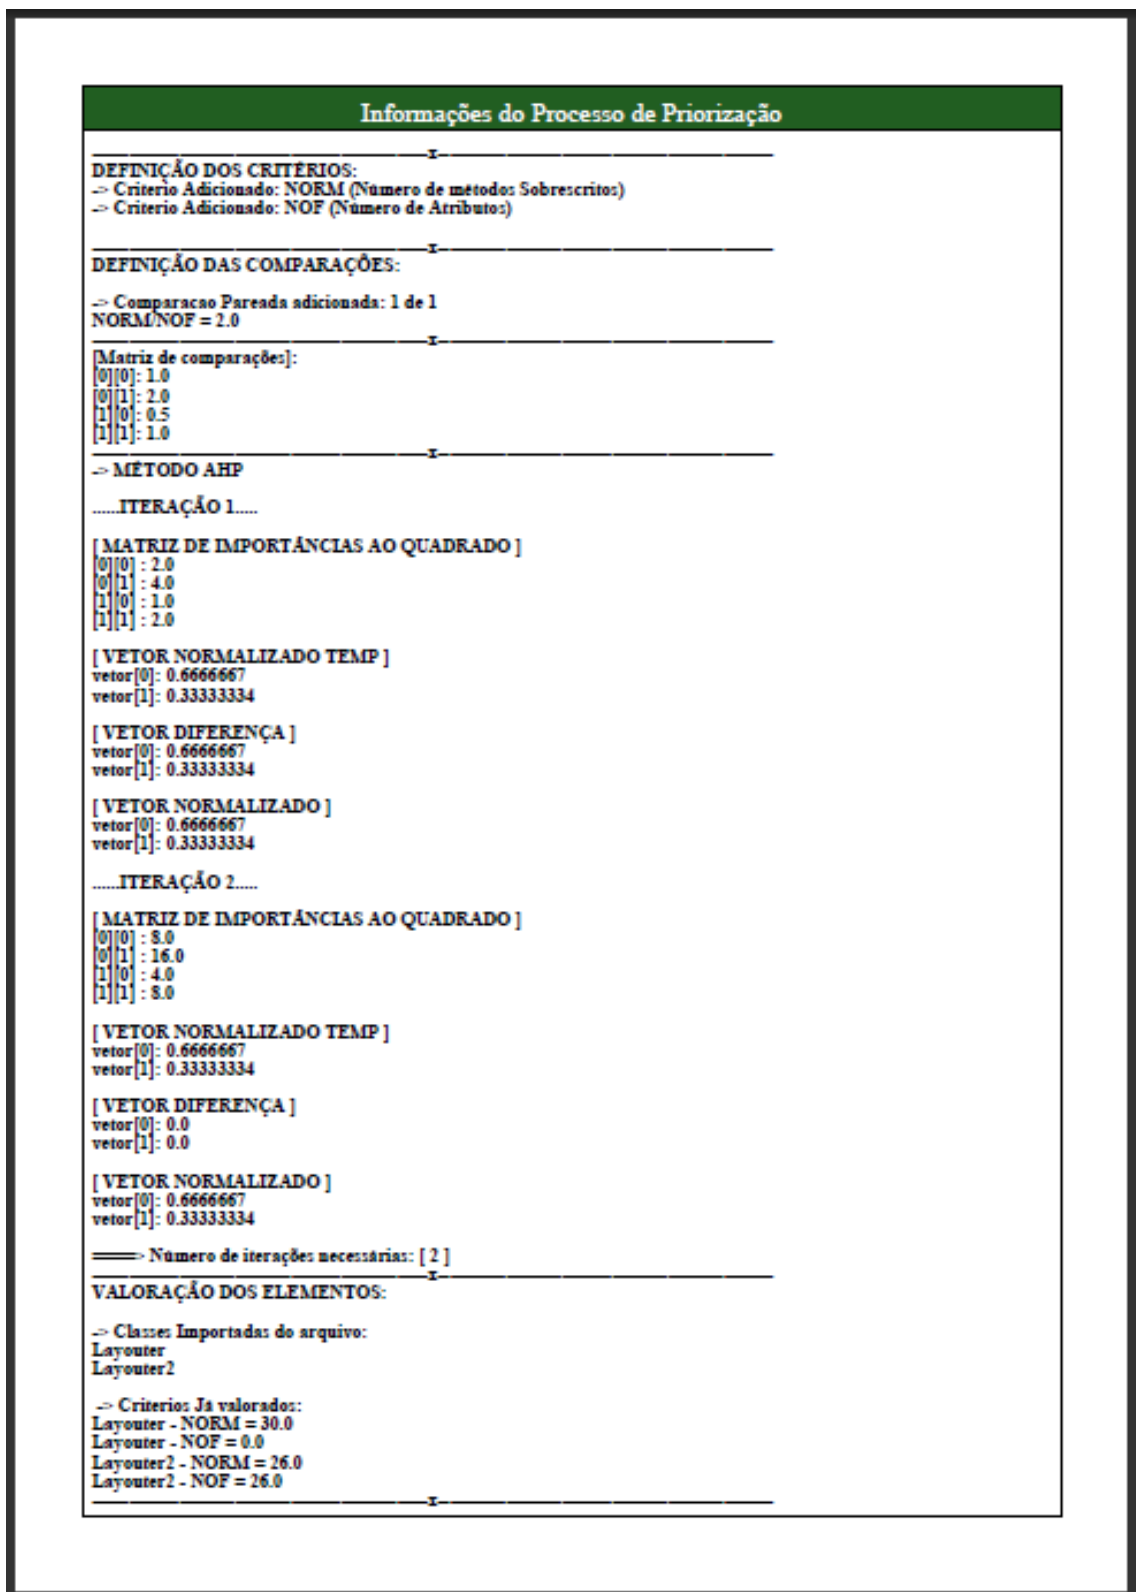 Informações do Processo de Priorização
-----x-----
DEFINIÇÃO DOS CRITÉRIOS:
-> Criterio Adicionado: NORM (Número de métodos Sobrescritos)
-> Criterio Adicionado: NOF (Número de Atributos)
-----x-----
DEFINIÇÃO DAS COMPARAÇÕES:
-> Comparacao Pareada adicionada: 1 de 1
NORM/NOF = 2.0
-----x-----
[Matriz de comparações]:
[0][0]: 1.0
[0][1]: 2.0
[1][0]: 0.5
[1][1]: 1.0
-----x-----
-> MÉTODO AHP
......ITERAÇÃO 1.....
[ MATRIZ DE IMPORTÂNCIAS AO QUADRADO ]
[0][0] : 2.0
[0][1] : 4.0
[1][0] : 1.0
[1][1] : 2.0
[ VETOR NORMALIZADO TEMP ]
vetor[0]: 0.6666667
vetor[1]: 0.33333334
[ VETOR DIFERENÇA ]
vetor[0]: 0.6666667
vetor[1]: 0.33333334
[ VETOR NORMALIZADO ]
vetor[0]: 0.6666667
vetor[1]: 0.33333334
......ITERAÇÃO 2.....
[ MATRIZ DE IMPORTÂNCIAS AO QUADRADO ]
[0][0] : 8.0
[0][1] : 16.0
[1][0] : 4.0
[1][1] : 8.0
[ VETOR NORMALIZADO TEMP ]
vetor[0]: 0.6666667
vetor[1]: 0.33333334
[ VETOR DIFERENÇA ]
vetor[0]: 0.0
vetor[1]: 0.0
[ VETOR NORMALIZADO ]
vetor[0]: 0.6666667
vetor[1]: 0.33333334
====> Número de iterações necessárias: [ 2 ]
-----x-----
VALORAÇÃO DOS ELEMENTOS:
-> Classes Importadas do arquivo:
Layouter
Layouter2
-> Criterios Já valorados:
Layouter - NORM = 30.0
Layouter - NOF = 0.0
Layouter2 - NORM = 26.0
Layouter2 - NOF = 26.0
-----x-----